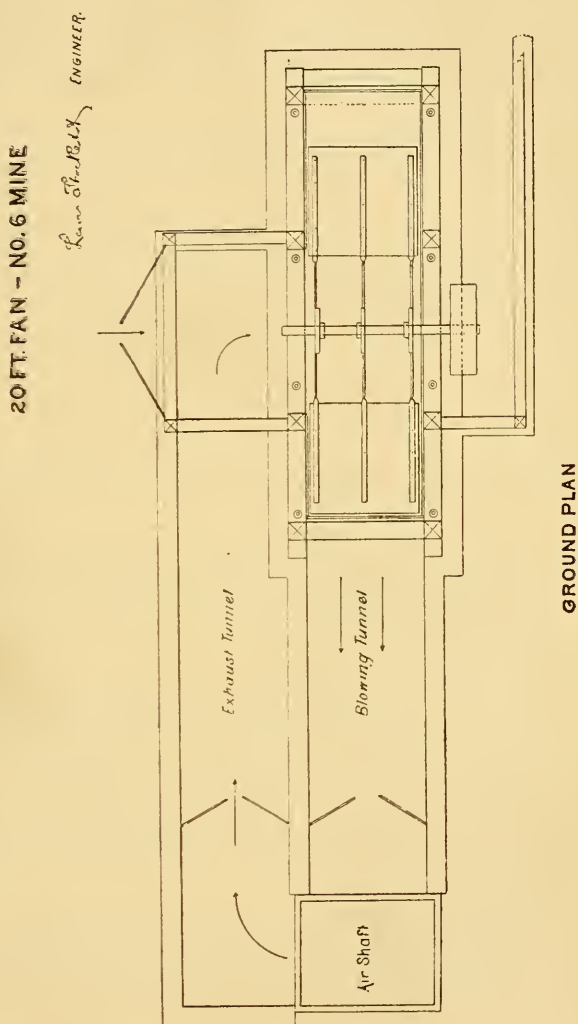 20 FT. FAN - NO. 6 MINE
ENGINEER.
Exhaust Tunnel
Blowing Tunnel
Air Shaft
GROUND PLAN